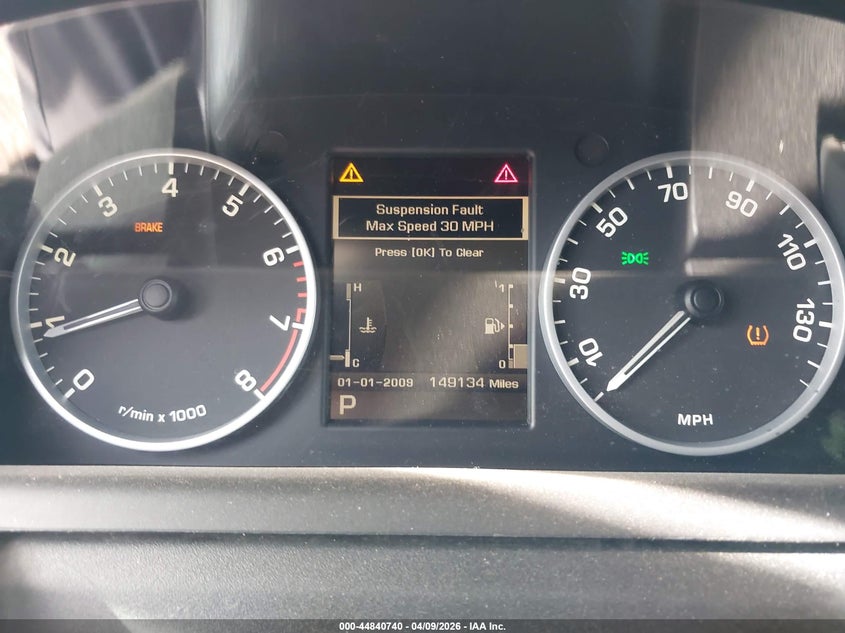 4
3
5
BRAKE
2
6
1
7
0
8
r/min x 1000
Suspension Fault
Max Speed 30 MPH
Press [OK] To Clear
H
1
C
0
01-01-2009 149134 Miles
P
70
50
90
30
110
10
130
MPH
000-44840740 | 04/09/2026 - IAA Inc.